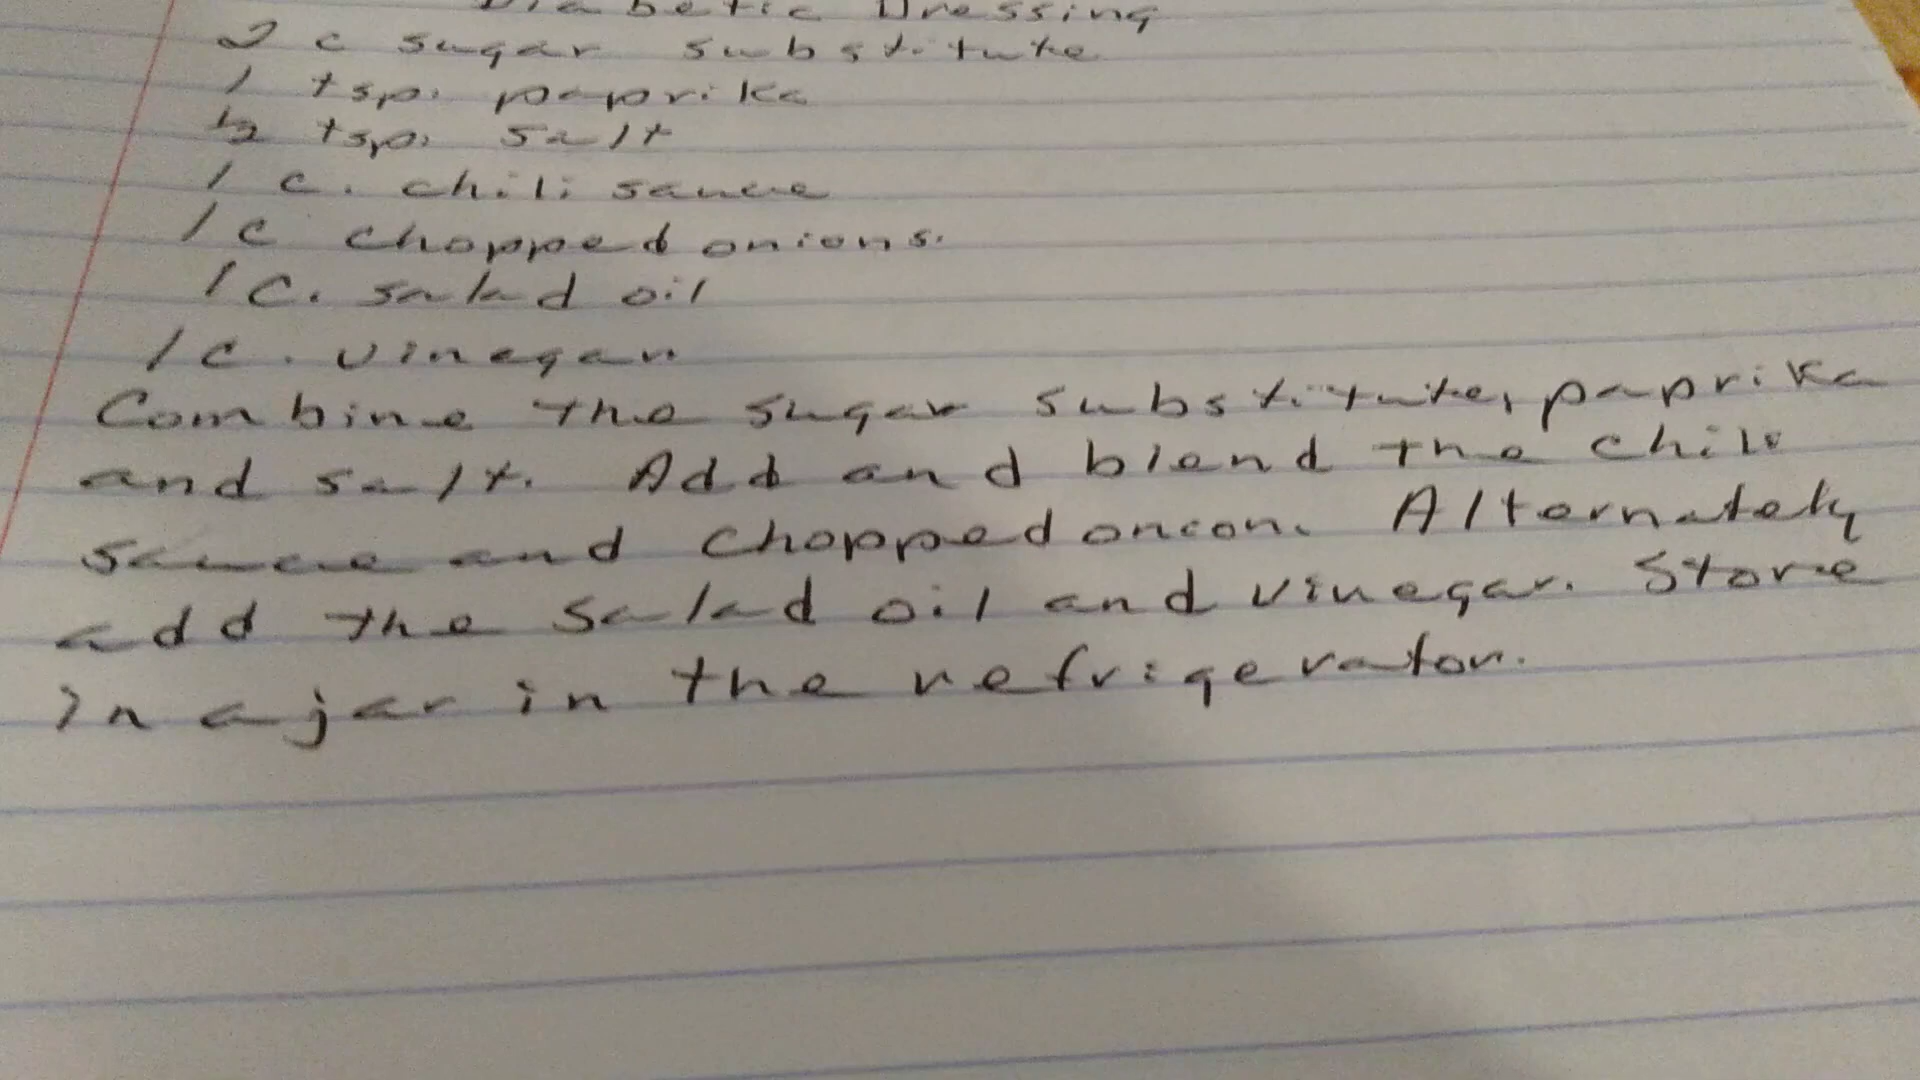 Diabetic Dressing
2 c sugar substitute
1 tsp. paprika
1/2 tsp. salt
1 c. chili sauce
1 c chopped onions.
1 c. salad oil
1 c. vinegar
Combine the sugar substitute, paprika
and salt. Add and blend the chili
sauce and chopped onion. Alternately
add the salad oil and vinegar. Store
in a jar in the refrigerator.